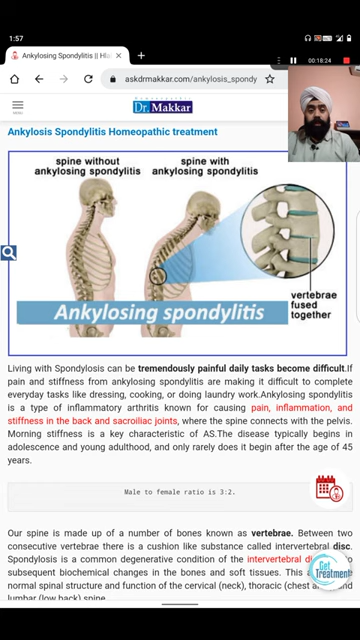 1:57
Ankylosing Spondylitis || H
00:18:24
askdrmakkar.com/ankylosing_spondy
MENU
Dr. Makkar
Ankylosis Spondylitis Homeopathic treatment
spine without
ankylosing spondylitis
spine with
ankylosing spondylitis
vertebrae
fused
together
Ankylosing spondylitis
Living with Spondylosis can be tremendously painful daily tasks become difficult.If
pain and stiffness from ankylosing spondylitis are making it difficult to complete
everyday tasks like dressing, cooking, or doing laundry work.Ankylosing spondylitis
is a type of inflammatory arthritis known for causing pain, inflammation, and
stiffness in the back and sacroiliac joints, where the spine connects with the pelvis.
Morning stiffness is a key characteristic of AS.The disease typically begins in
adolescence and young adulthood, and only rarely does it begin after the age of 45
years.
Male to female ratio is 3:2.
Our spine is made up of a number of bones known as vertebrae. Between two
consecutive vertebrae there is a cushion like substance called intervertebral disc.
Spondylosis is a common degenerative condition of the intervertebral
subsequent biochemical changes in the bones and soft tissues. This
normal spinal structure and function of the cervical (neck), thoracic (chest
lumbar (low back) spine
Get
Treatment